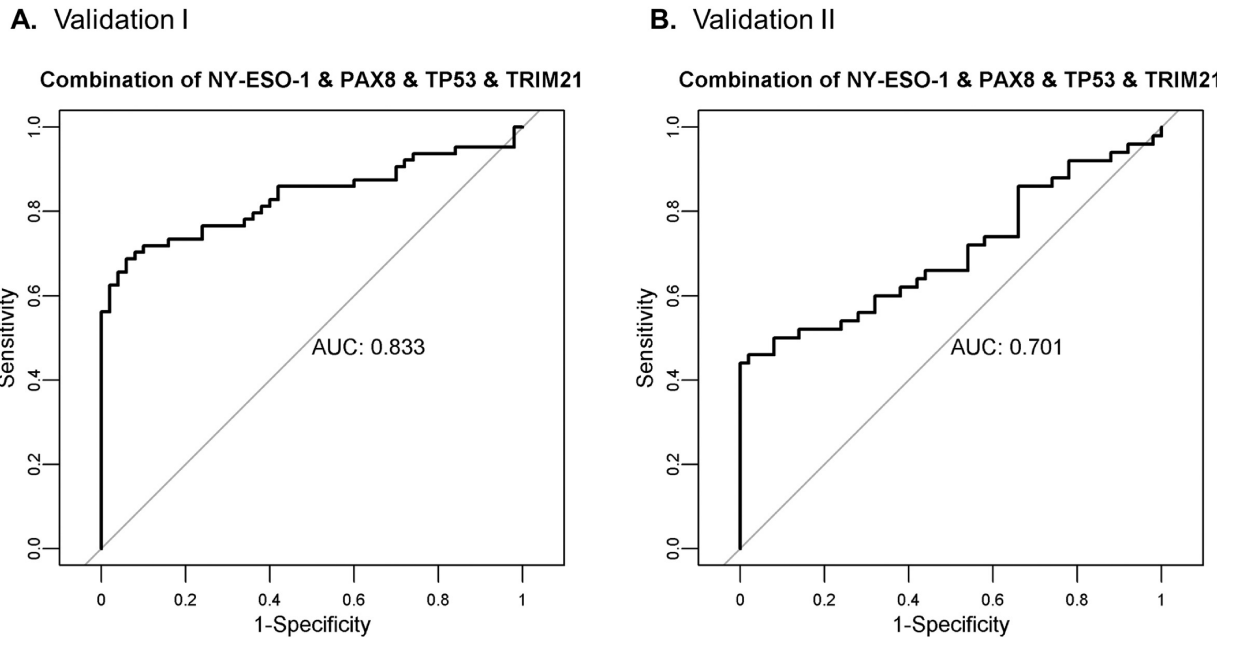 A. Validation I
Combination of NY-ESO-1 & PAX8 & TP53 & TRIM21
Sensitivity
1.0
0.8
0.6
0.4
0.2
0.0
AUC: 0.833
0 0.2 0.4 0.6 0.8 1
1-Specificity
B. Validation II
Combination of NY-ESO-1 & PAX8 & TP53 & TRIM21
Sensitivity
1.0
0.8
0.6
0.4
0.2
0.0
AUC: 0.701
0 0.2 0.4 0.6 0.8 1
1-Specificity